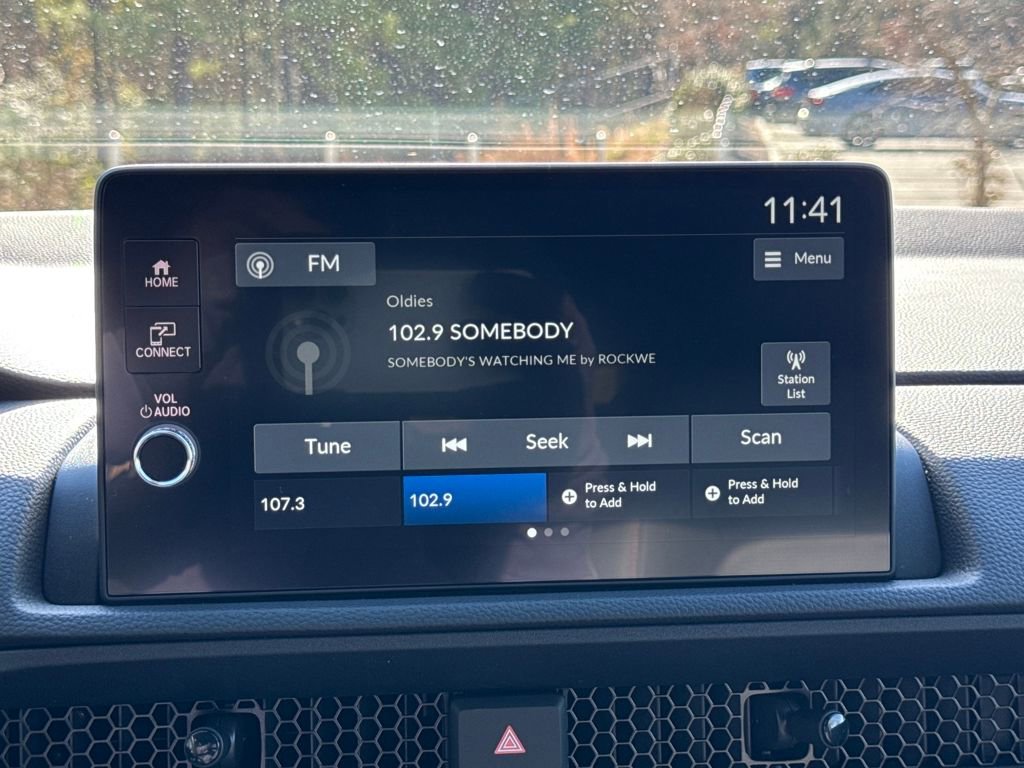 11:41
HOME
FM
Menu
Oldies
102.9 SOMEBODY
SOMEBODY'S WATCHING ME by ROCKWE
CONNECT
Station
List
VOL
AUDIO
Tune
Seek
Scan
107.3
102.9
Press & Hold
to Add
Press & Hold
to Add